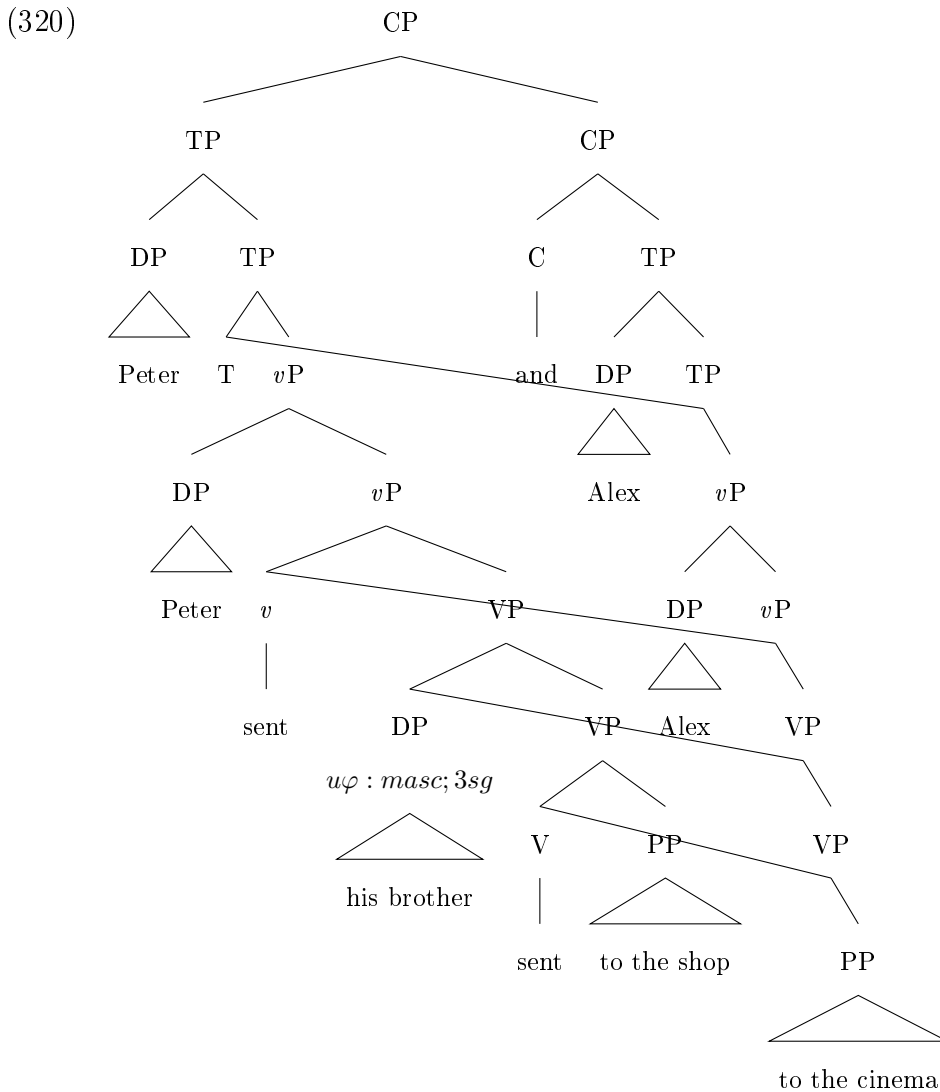 (320) CP
TP CP
DP TP C TP
Peter T vP and DP TP
DP vP Alex vP
Peter v VP DP vP
sent DP VP Alex VP
uφ : masc; 3sg
V PP VP
his brother
sent to the shop PP
to the cinema